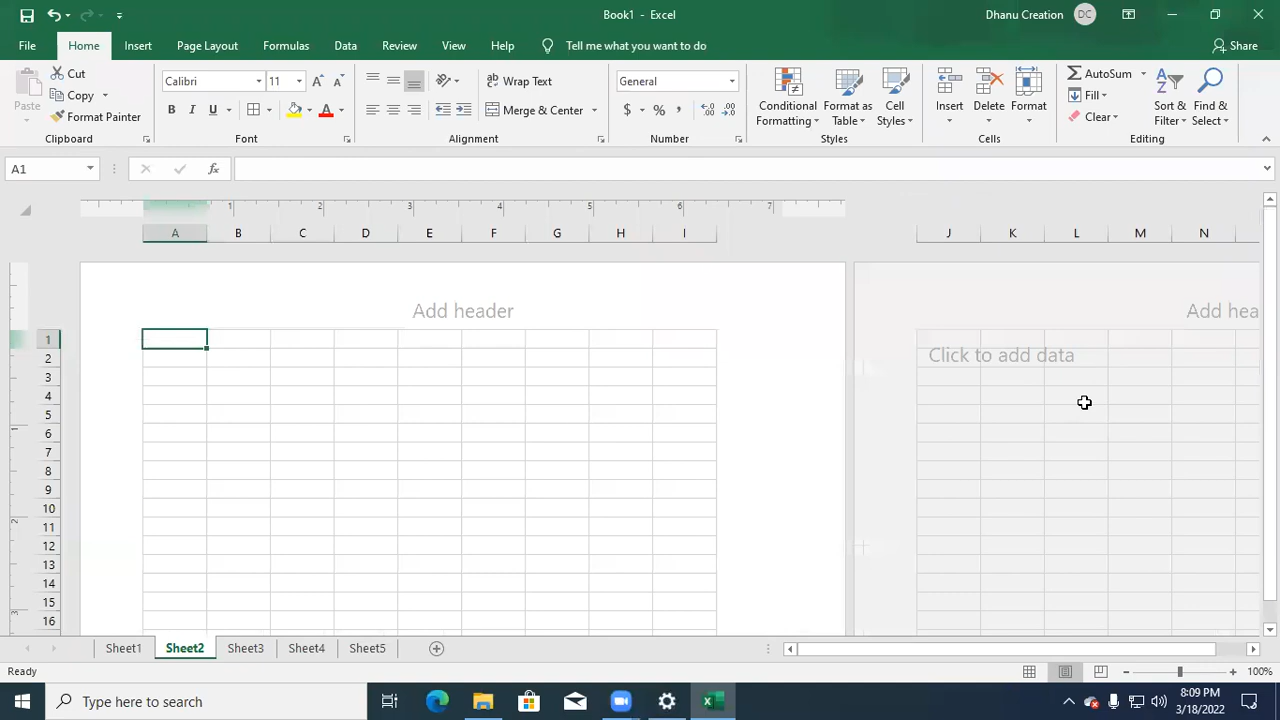 Book1 - Excel
Dhanu Creation DC
File Home Insert Page Layout Formulas Data Review View Help Tell me what you want to do Share
Paste
Cut
Copy
Format Painter
Clipboard
Calibri 11
B I U
Font
Wrap Text
Merge & Center
Alignment
General
$ % ,
Number
Conditional Formatting
Format as Table
Cell Styles
Styles
Insert Delete Format
Cells
AutoSum
Fill
Clear
Sort & Filter
Find & Select
Editing
A1 fx
1 2 3 4 5 6 7
A B C D E F G H I J K L M N
Add header Add hea
1
2
Click to add data
3
4
5
6
7
8
9
10
11
12
13
14
15
16
Sheet1 Sheet2 Sheet3 Sheet4 Sheet5
Ready 100%
Type here to search
8:09 PM
3/18/2022